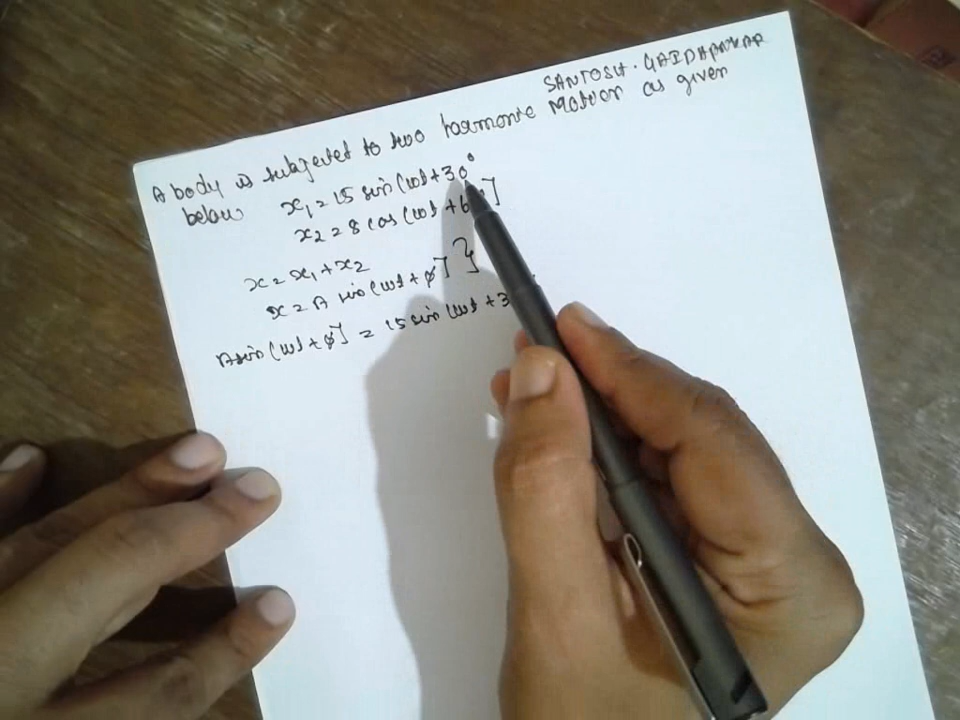 SANTOSH. GAIDHANKAR
A body is subjected to two harmonic Motion as given
below x₁ = 15 sin (ωt + 30°
x₂ = 8 cos (ωt + 6
x = x₁ + x₂
x = A sin (ωt + ϕ] }
A sin (ωt + ϕ] = 15 sin (ωt + 3